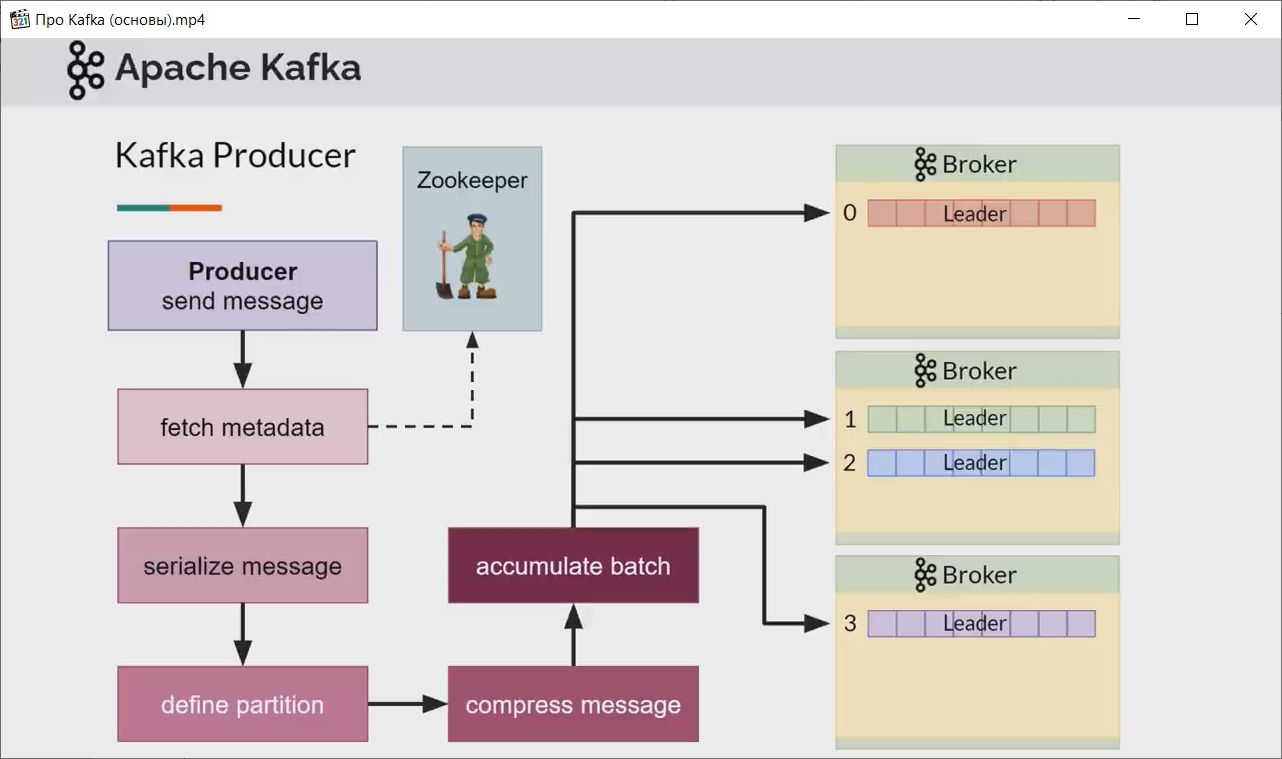 Про Kafka (основы).mp4
Apache Kafka
Kafka Producer
Producer
send message
fetch metadata
serialize message
define partition
compress message
accumulate batch
Zookeeper
Broker
0 Leader
Broker
1 Leader
2 Leader
Broker
3 Leader